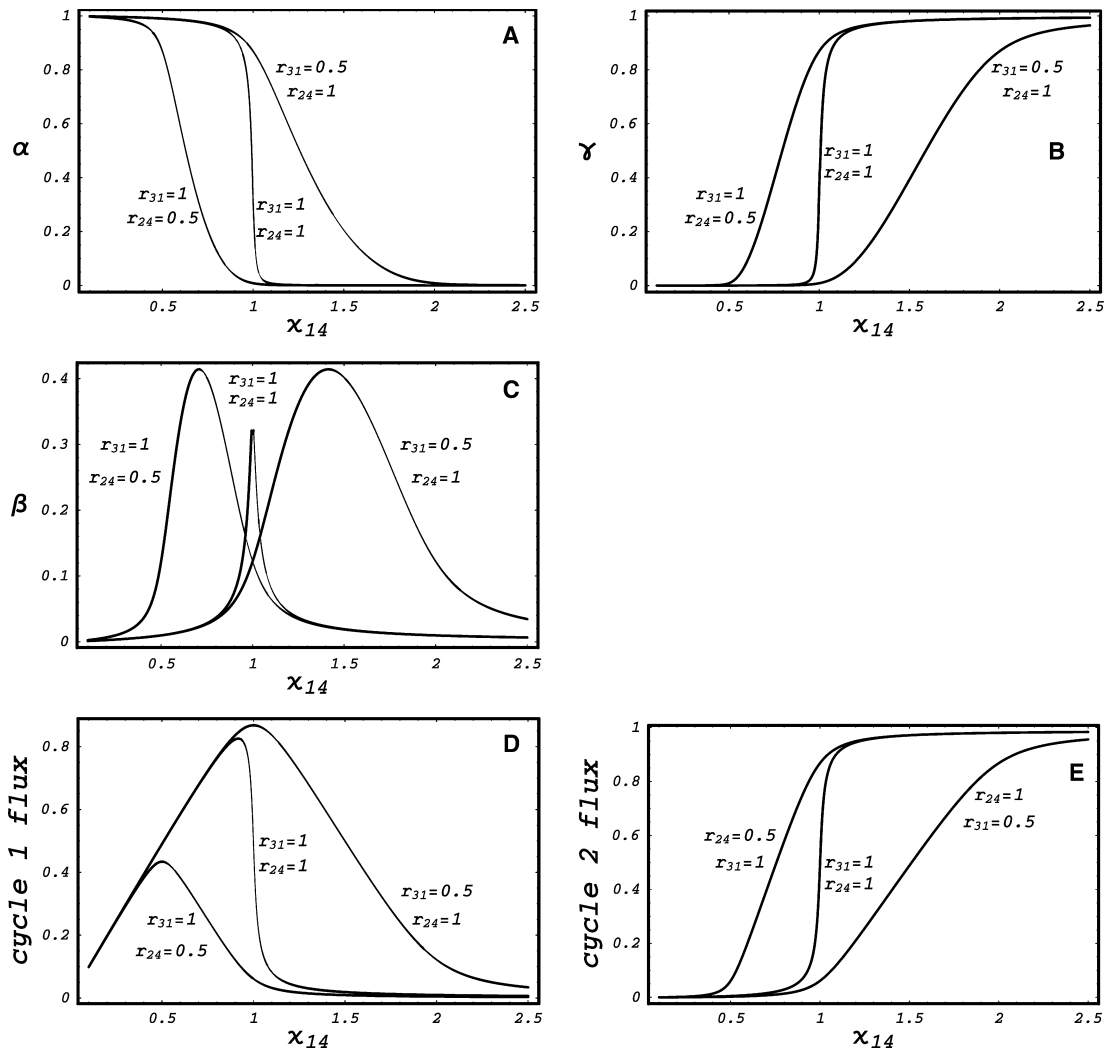 A
α
1
0.8
0.6
0.4
0.2
0
r31=0.5
r24=1
r31=1
r24=0.5
r31=1
r24=1
0.5
1
1.5
2
2.5
χ14
B
γ
1
0.8
0.6
0.4
0.2
0
r31=0.5
r24=1
r31=1
r24=1
r31=1
r24=0.5
0.5
1
1.5
2
2.5
χ14
C
β
0.4
0.3
0.2
0.1
0
r31=1
r24=1
r31=1
r24=0.5
r31=0.5
r24=1
0.5
1
1.5
2
2.5
χ14
D
cycle 1 flux
0.8
0.6
0.4
0.2
0
r31=1
r24=1
r31=0.5
r24=1
r31=1
r24=0.5
0.5
1
1.5
2
2.5
χ14
E
cycle 2 flux
1
0.8
0.6
0.4
0.2
0
r24=1
r31=0.5
r24=0.5
r31=1
r31=1
r24=1
0.5
1
1.5
2
2.5
χ14